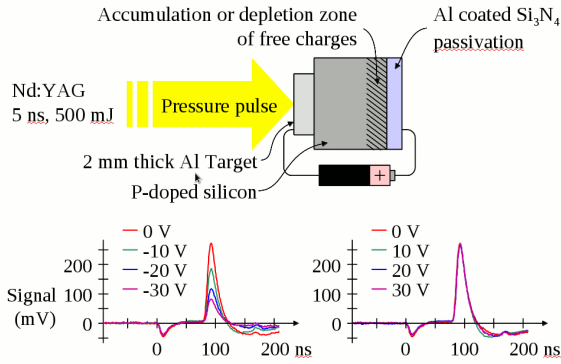 Accumulation or depletion zone
of free charges
Al coated Si3N4
passivation
Nd:YAG
5 ns, 500 mJ
Pressure pulse
2 mm thick Al Target
P-doped silicon
+
0 V
-10 V
-20 V
-30 V
200
100
0
Signal
(mV)
0
100
200
ns
0 V
10 V
20 V
30 V
200
100
0
0
100
200
ns